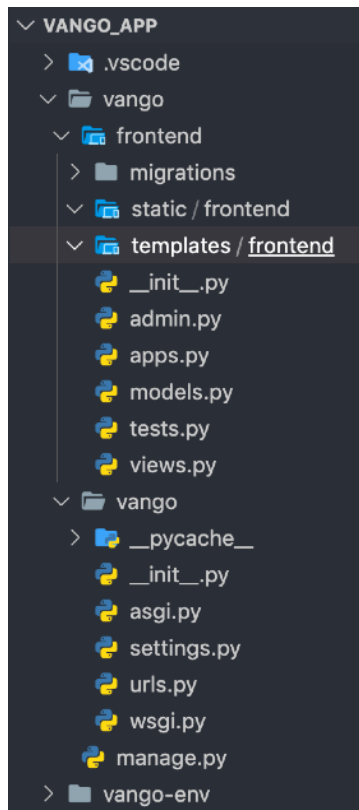 VANGO_APP
.vscode
vango
frontend
migrations
static / frontend
templates / frontend
__init__.py
admin.py
apps.py
models.py
tests.py
views.py
vango
__pycache__
__init__.py
asgi.py
settings.py
urls.py
wsgi.py
manage.py
vango-env